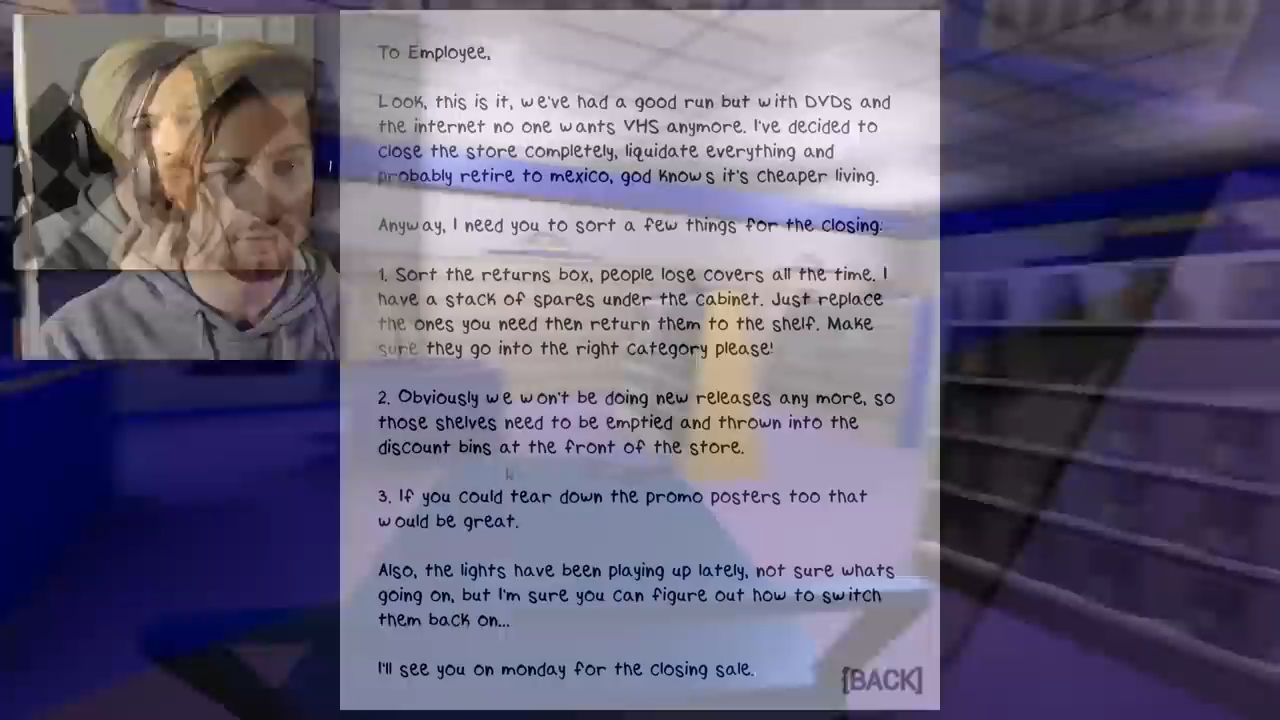 To Employee,
Look, this is it, we've had a good run but with DVDs and
the internet no one wants VHS anymore. I've decided to
close the store completely, liquidate everything and
probably retire to mexico, god knows it's cheaper living.
Anyway, I need you to sort a few things for the closing:
1. Sort the returns box, people lose covers all the time. I
have a stack of spares under the cabinet. Just replace
the ones you need then return them to the shelf. Make
sure they go into the right category please!
2. Obviously we won't be doing new releases any more, so
those shelves need to be emptied and thrown into the
discount bins at the front of the store.
3. If you could tear down the promo posters too that
would be great.
Also, the lights have been playing up lately, not sure whats
going on, but I'm sure you can figure out how to switch
them back on...
I'll see you on monday for the closing sale.
[BACK]